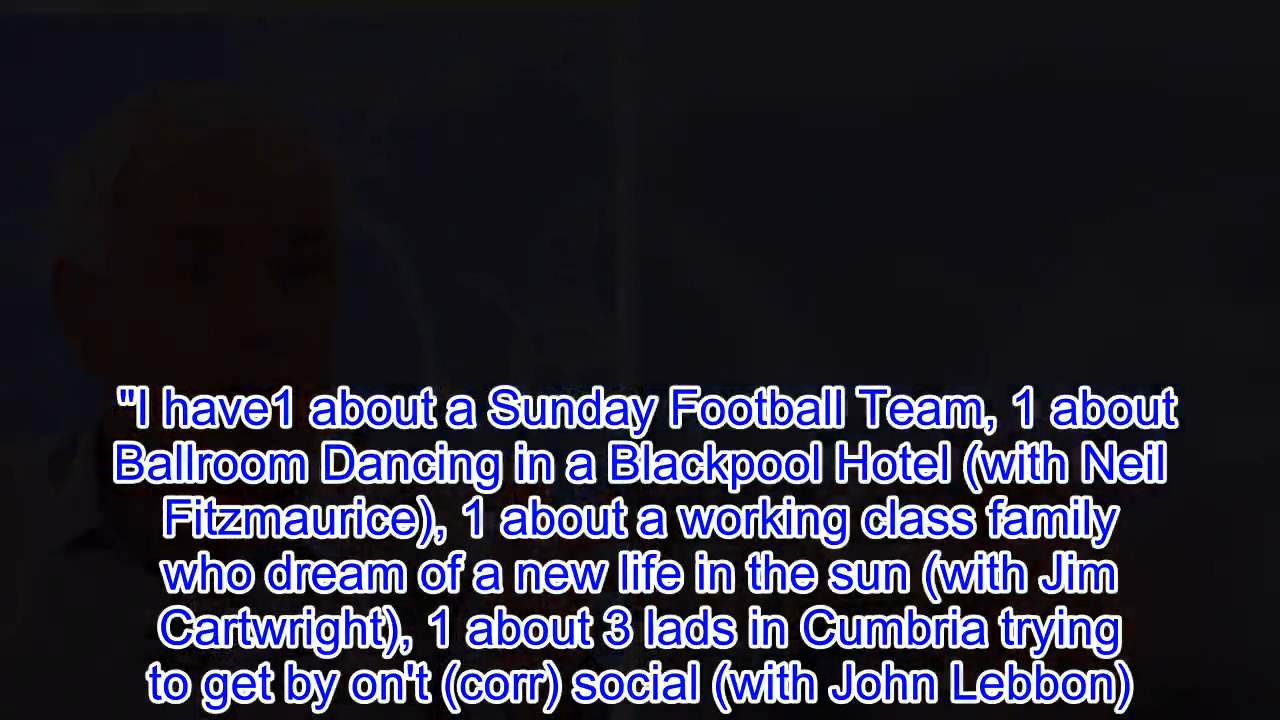 "I have1 about a Sunday Football Team, 1 about
Ballroom Dancing in a Blackpool Hotel (with Neil
Fitzmaurice), 1 about a working class family
who dream of a new life in the sun (with Jim
Cartwright), 1 about 3 lads in Cumbria trying
to get by on't (corr) social (with John Lebbon)